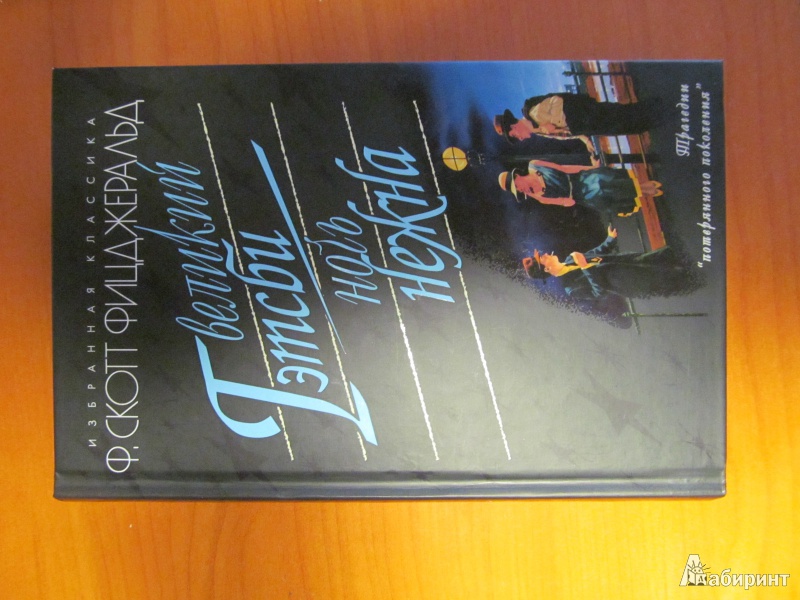 ИЗБРАННАЯ КЛАССИКА
Ф. СКОТТ ФИЦДЖЕРАЛЬД
великий
Гэтсби
ночь
нежна
Трагедии
"потерянного поколения"
Лабиринт